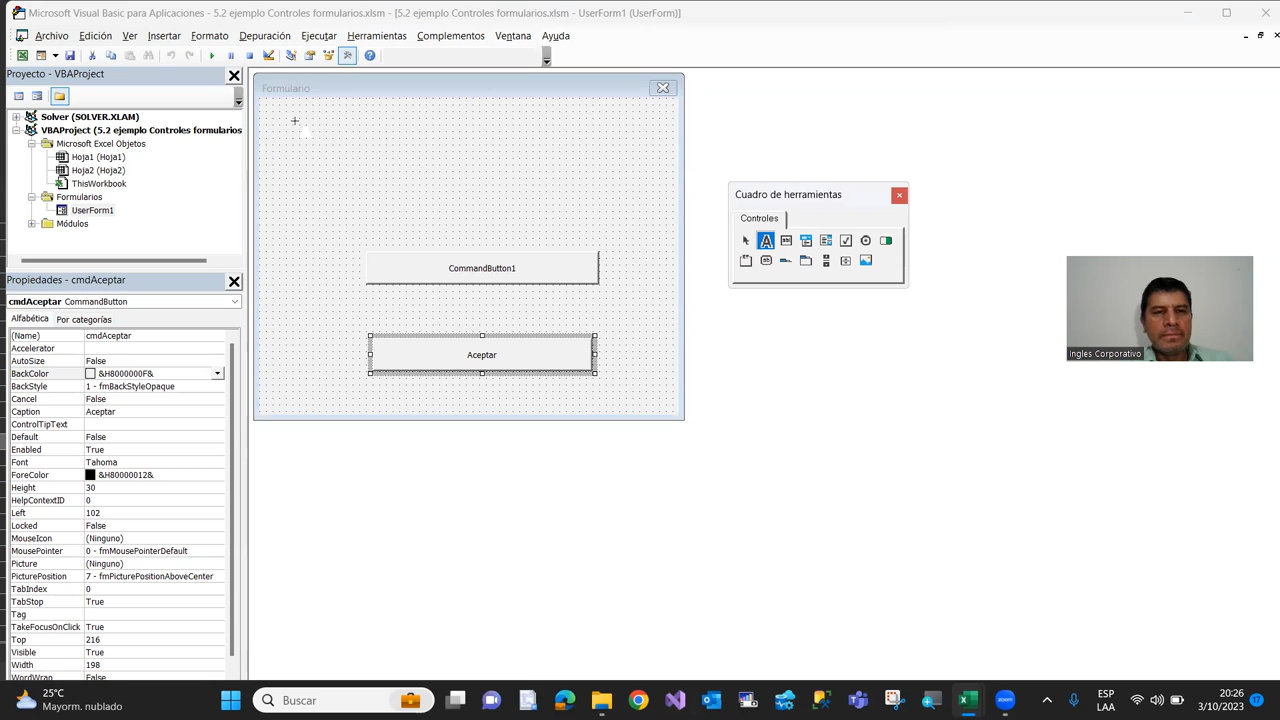 Microsoft Visual Basic para Aplicaciones - 5.2 ejemplo Controles formularios.xlsm - [5.2 ejemplo Controles formularios.xlsm - UserForm1 (UserForm)]
Archivo Edición Ver Insertar Formato Depuración Ejecutar Herramientas Complementos Ventana Ayuda
Proyecto - VBAProject
Solver (SOLVER.XLAM)
VBAProject (5.2 ejemplo Controles formularios
Microsoft Excel Objetos
Hoja1 (Hoja1)
Hoja2 (Hoja2)
ThisWorkbook
Formularios
UserForm1
Módulos
Propiedades - cmdAceptar
cmdAceptar CommandButton
Alfabética Por categorías
(Name) cmdAceptar
Accelerator
AutoSize False
BackColor &H8000000F&
BackStyle 1 - fmBackStyleOpaque
Cancel False
Caption Aceptar
ControlTipText
Default False
Enabled True
Font Tahoma
ForeColor &H80000012&
Height 30
HelpContextID 0
Left 102
Locked False
MouseIcon (Ninguno)
MousePointer 0 - fmMousePointerDefault
Picture (Ninguno)
PicturePosition 7 - fmPicturePositionAboveCenter
TabIndex 0
TabStop True
Tag
TakeFocusOnClick True
Top 216
Visible True
Width 198
WordWrap False
Formulario
CommandButton1
Aceptar
Cuadro de herramientas
Controles
A
Ingles Corporativo
25°C
Mayorm. nublado
Buscar
ESP
LAA
20:26
3/10/2023